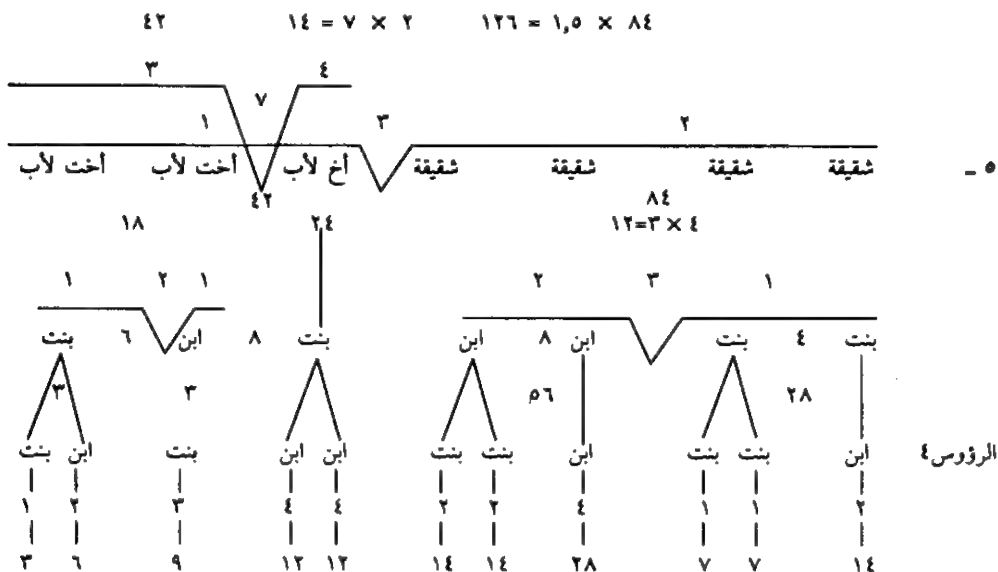 ١٢٦ = ١,٥ × ٨٤ ١٤ = ٧ × ٢ ٤٢
٤ ٣
٧
٢ ٣ ١
٥ ـ شقيقة شقيقة شقيقة شقيقة أخ لأب أخت لأب أخت لأب
٨٤ ٤٢
١٢=٣ × ٤ ٢٤ ١٨
١ ٣ ٢ ١ ٢ ١
بنت ٤ بنت ابن ٨ ابن بنت ٨ ابن ٦ بنت
٢٨ ٥٦ ٣ ٣
الرؤوس٤ ابن بنت بنت ابن بنت بنت ابن ابن بنت ابن بنت
٢ ١ ١ ٤ ٢ ٢ ٤ ٤ ٣ ٢ ١
١٤ ٧ ٧ ٢٨ ١٤ ١٤ ١٢ ١٢ ٩ ٦ ٣